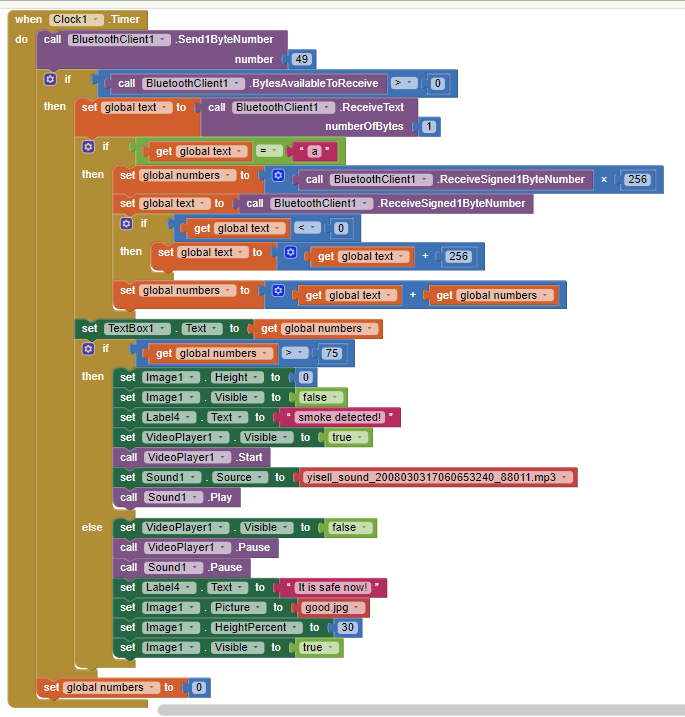 when Clock1 .Timer
do call BluetoothClient1 .Send1ByteNumber
number 49
if call BluetoothClient1 .BytesAvailableToReceive > 0
then set global text to call BluetoothClient1 .ReceiveText
numberOfBytes 1
if get global text = " a "
then set global numbers to call BluetoothClient1 .ReceiveSigned1ByteNumber × 256
set global text to call BluetoothClient1 .ReceiveSigned1ByteNumber
if get global text < 0
then set global text to get global text + 256
set global numbers to get global text + get global numbers
set TextBox1 . Text to get global numbers
if get global numbers > 75
then set Image1 . Height to 0
set Image1 . Visible to false
set Label4 . Text to " smoke detected! "
set VideoPlayer1 . Visible to true
call VideoPlayer1 .Start
set Sound1 . Source to yisell_sound_2008030317060653240_88011.mp3
call Sound1 .Play
else set VideoPlayer1 . Visible to false
call VideoPlayer1 .Pause
call Sound1 .Pause
set Label4 . Text to " It is safe now! "
set Image1 . Picture to good.jpg
set Image1 . HeightPercent to 30
set Image1 . Visible to true
set global numbers to 0